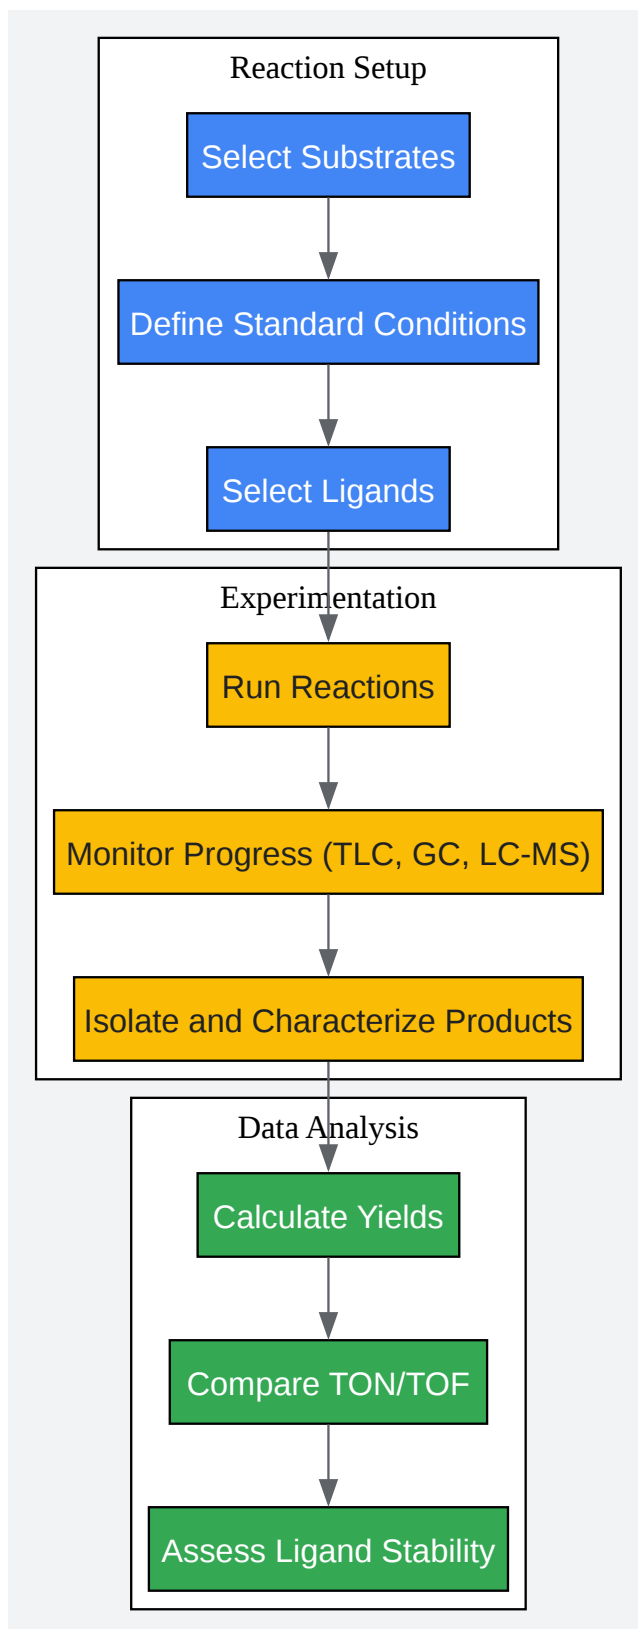 Reaction Setup
Select Substrates
Define Standard Conditions
Select Ligands
Experimentation
Run Reactions
Monitor Progress (TLC, GC, LC-MS)
Isolate and Characterize Products
Data Analysis
Calculate Yields
Compare TON/TOF
Assess Ligand Stability